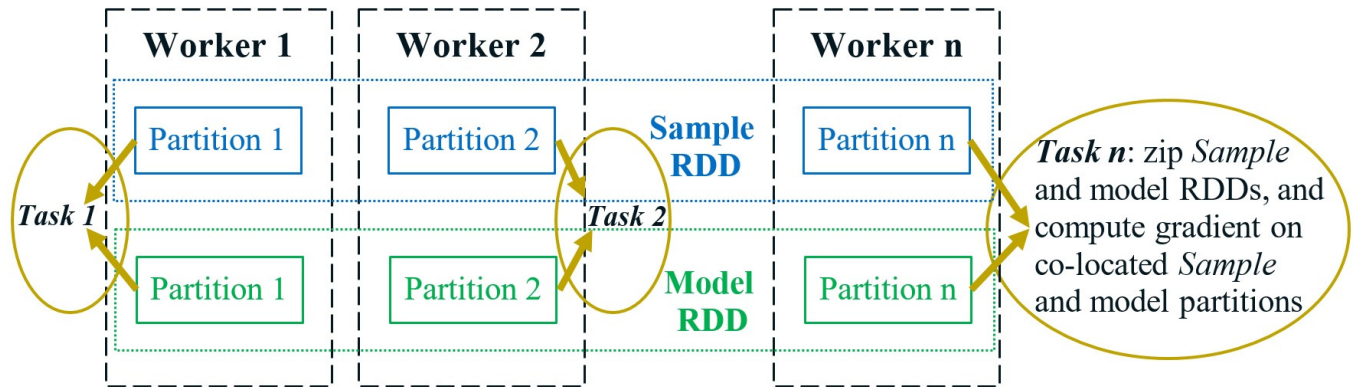 Worker 1
Worker 2
Worker n
Partition 1
Partition 2
Sample
RDD
Partition n
Task 1
Task 2
Task n: zip Sample
and model RDDs, and
compute gradient on
co-located Sample
and model partitions
Partition 1
Partition 2
Model
RDD
Partition n